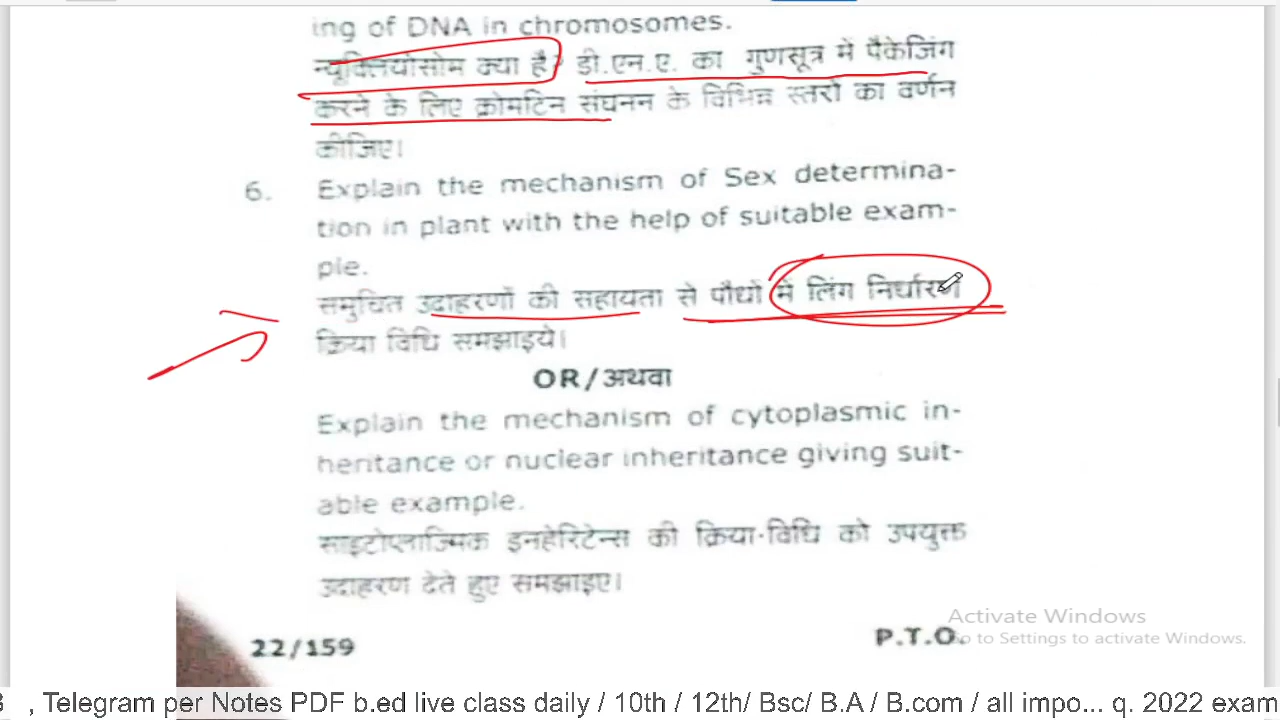 ing of DNA in chromosomes.
न्यूक्लियोसोम क्या है? डी.एन.ए. का गुणसूत्र में पैकेजिंग
करने के लिए क्रोमटिन संघनन के विभिन्न स्तरो का वर्णन
कीजिए।
6. Explain the mechanism of Sex determina-
tion in plant with the help of suitable exam-
ple.
समुचित उदाहरणों की सहायता से पौधों में लिंग निर्धारण
क्रिया विधि समझाइये।
OR/अथवा
Explain the mechanism of cytoplasmic in-
heritance or nuclear inheritance giving suit-
able example.
साइटोप्लाज्मिक इनहेरिटेन्स की क्रिया-विधि को उपयुक्त
उदाहरण देते हुए समझाइए।
Activate Windows
o to Settings to activate Windows.
22/159 P.T.O.
3 , Telegram per Notes PDF b.ed live class daily / 10th / 12th/ Bsc/ B.A / B.com / all impo... q. 2022 exam